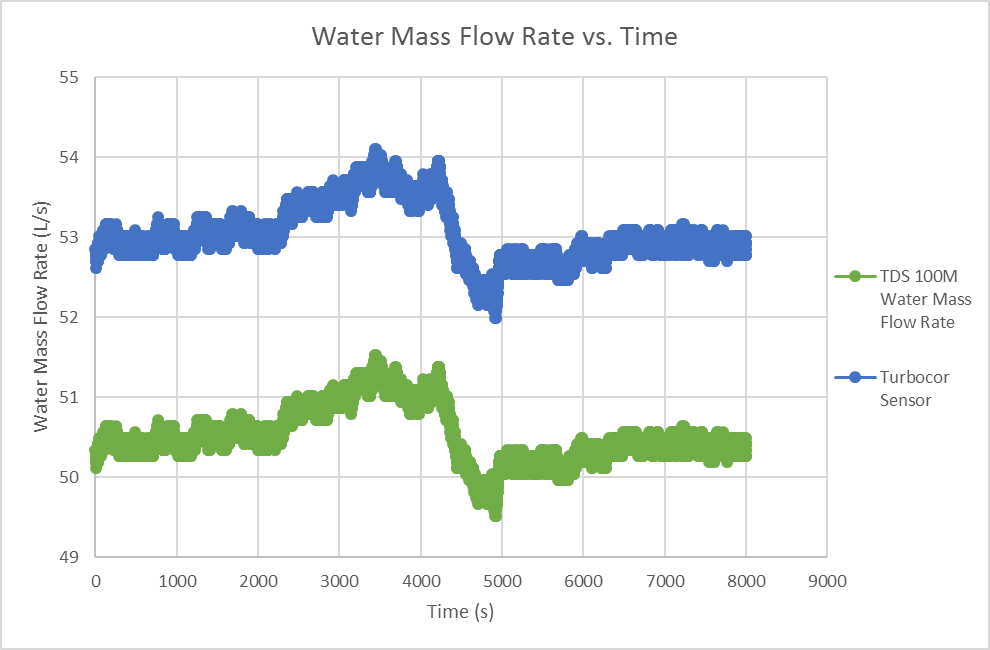 Water Mass Flow Rate vs. Time
Water Mass Flow Rate (L/s)
55
54
53
52
51
50
49
0 1000 2000 3000 4000 5000 6000 7000 8000 9000
Time (s)
TDS 100M
Water Mass
Flow Rate
Turbocor
Sensor